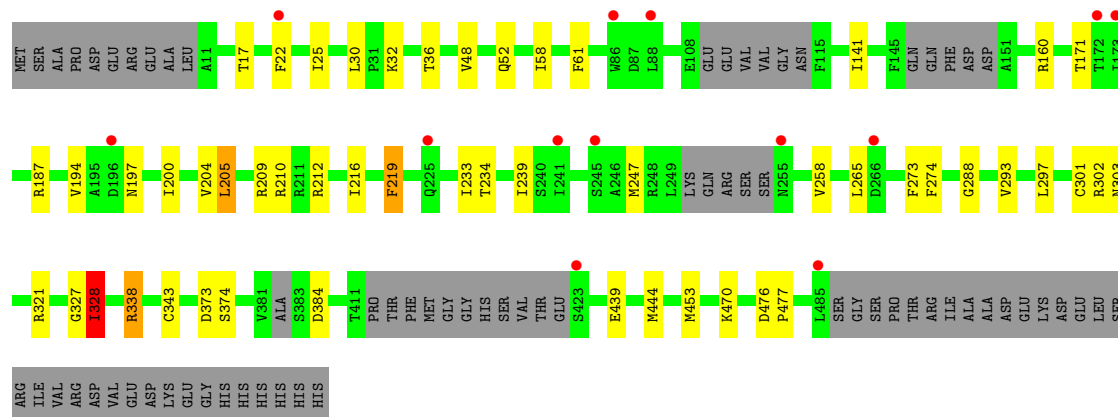 MET SER ALA PRO ASP GLU ARG GLU ALA LEU A11 T17 F22 I25 L30 P31 K32 T36 V48 Q52 I58 F61 W86 D87 L88 E108 GLU GLU VAL VAL GLY ASN F115 I141 F145 GLN GLN PHE ASP ASP A151 R160 T171 T172 I173
R187 V194 A195 D196 N197 I200 V204 L205 R209 R210 R211 R212 I216 F219 Q225 I233 T234 I239 S240 I241 S245 A246 M247 R248 L249 LYS GLN ARG SER SER N255 V258 L265 D266 F273 F274 G288 V293 L297 C301 R302 N303
R321 G327 I328 R338 C343 D373 S374 V381 ALA S383 D384 T411 PRO THR PHE MET GLY GLY HIS SER VAL THR GLU S423 E439 M444 M453 K470 D476 P477 L485 SER GLY SER PRO THR ARG ILE ALA ALA ASP GLU LYS ASP GLU LEU SER
ARG ILE VAL ARG ASP VAL GLU ASP LYS GLU GLY HIS HIS HIS HIS HIS HIS